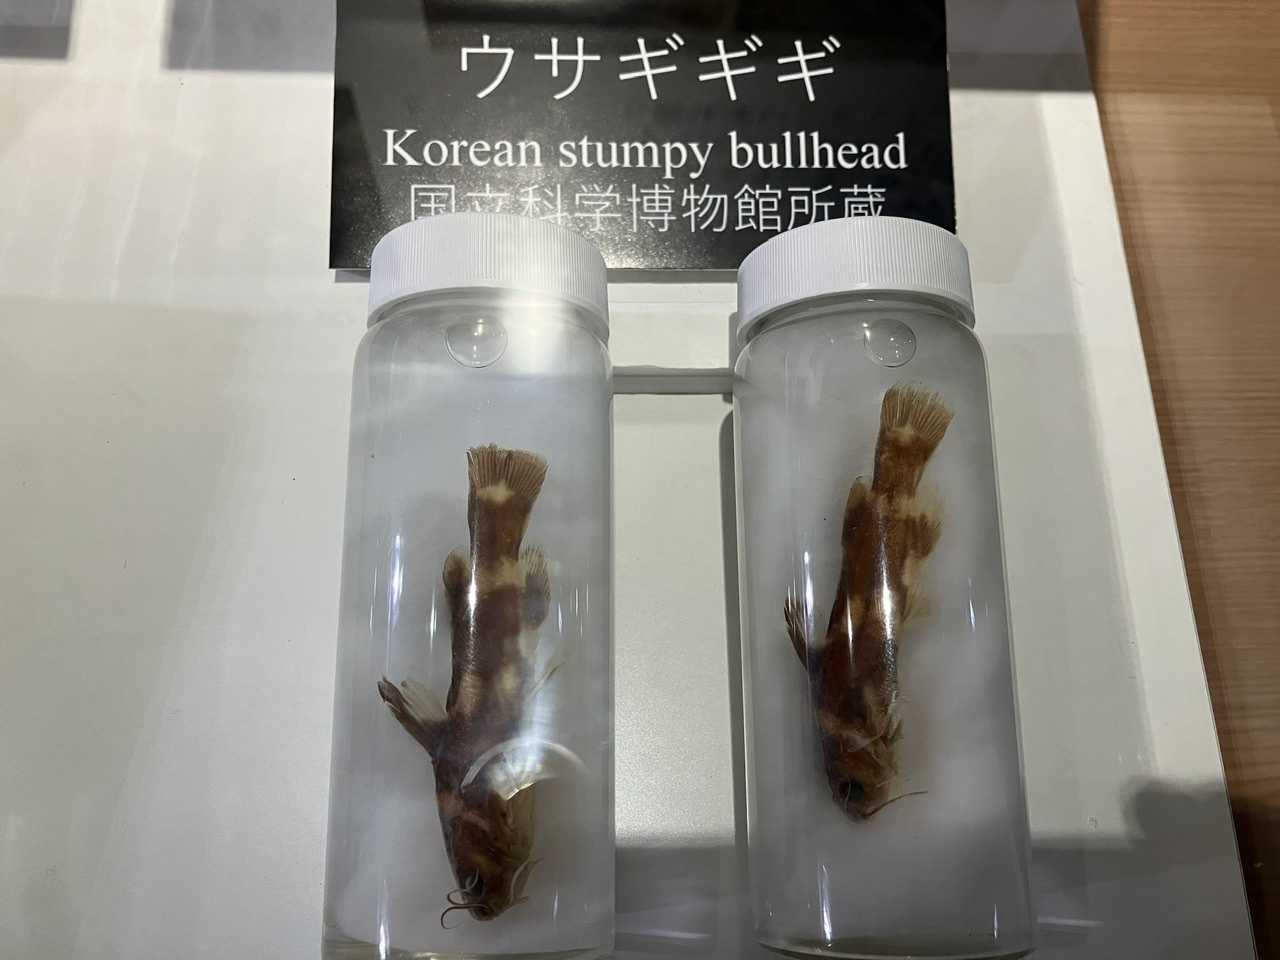 ウサギギギ
Korean stumpy bullhead
国立科学博物館所蔵